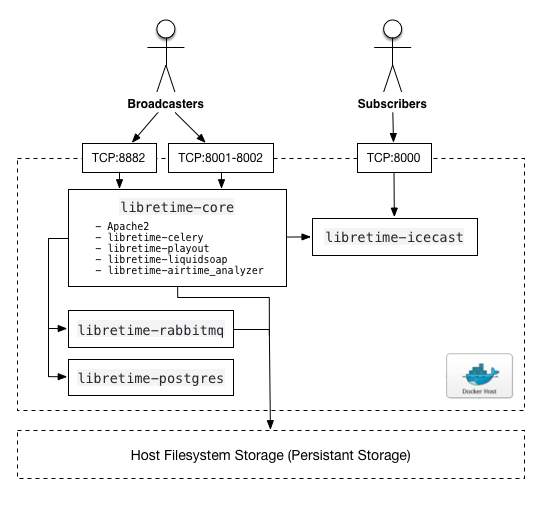 Broadcasters
Subscribers
TCP:8882
TCP:8001-8002
TCP:8000
libretime-core
- Apache2
- libretime-celery
- libretime-playout
- libretime-liquidsoap
- libretime-airtime_analyzer
libretime-icecast
libretime-rabbitmq
libretime-postgres
Docker Host
Host Filesystem Storage (Persistant Storage)